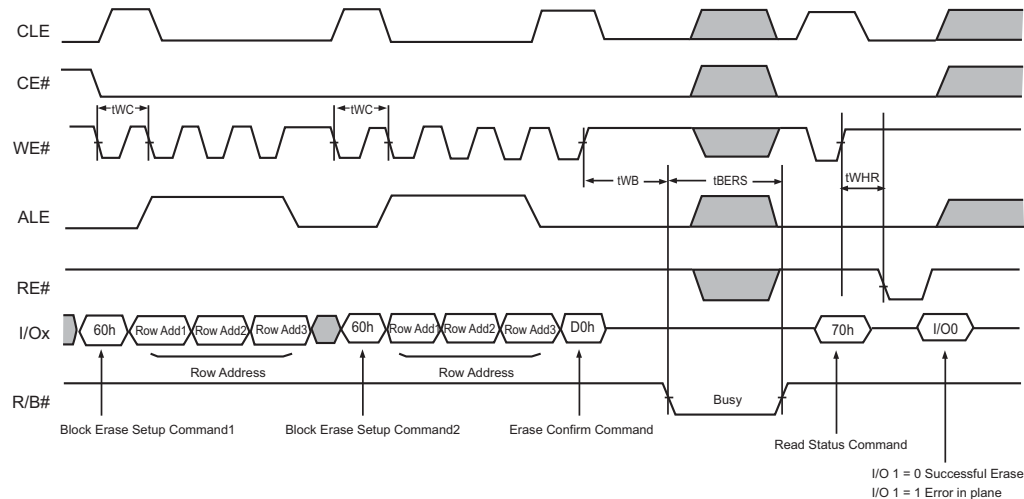 CLE
CE#
tWC
tWC
WE#
tWB
tBERS
tWHR
ALE
RE#
I/Ox
60h
Row Add1
Row Add2
Row Add3
60h
Row Add1
Row Add2
Row Add3
D0h
70h
I/O0
Row Address
Row Address
R/B#
Busy
Block Erase Setup Command1
Block Erase Setup Command2
Erase Confirm Command
Read Status Command
I/O 1 = 0 Successful Erase
I/O 1 = 1 Error in plane